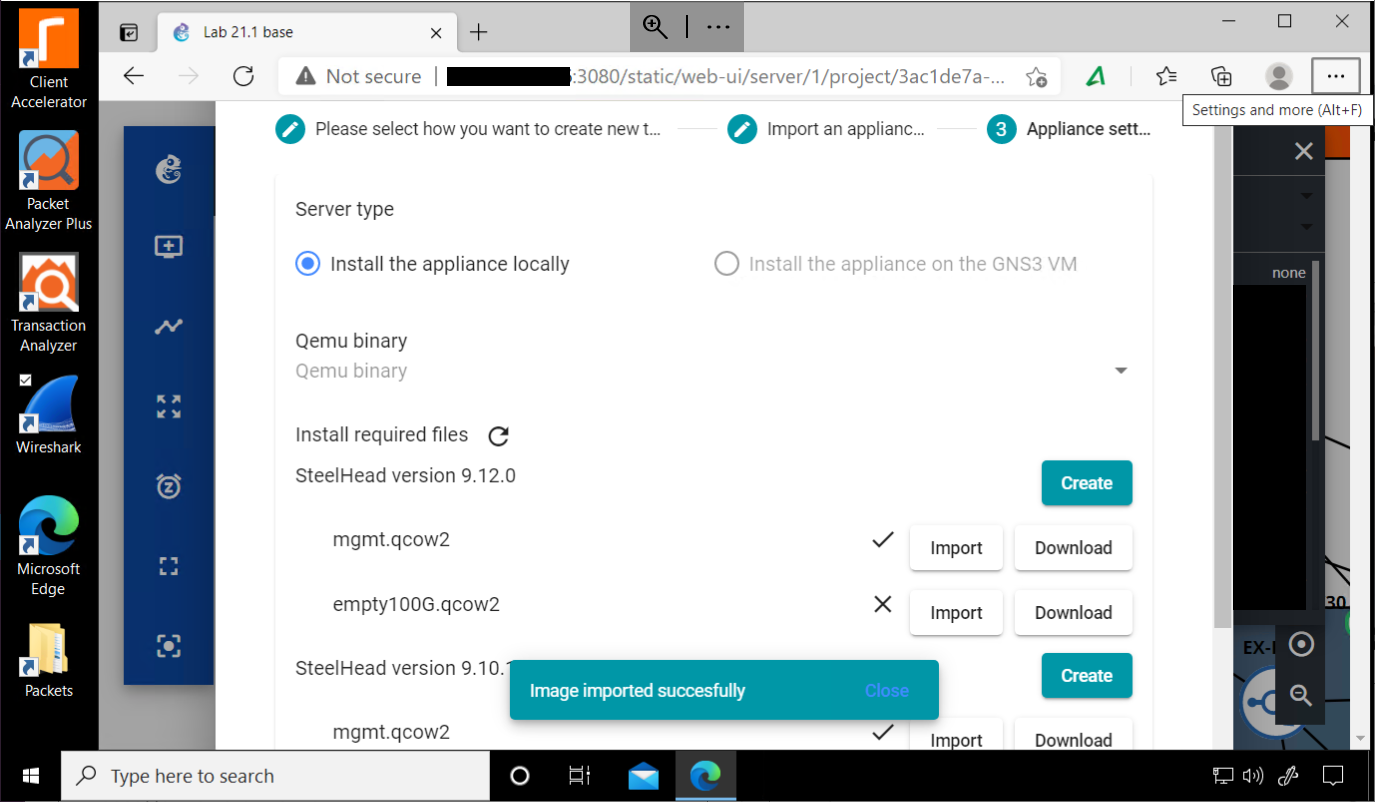 Client
Accelerator
Packet
Analyzer Plus
Transaction
Analyzer
Wireshark
Microsoft
Edge
Packets
Lab 21.1 base
Not secure
:3080/static/web-ui/server/1/project/3ac1de7a-...
Settings and more (Alt+F)
Please select how you want to create new t...
Import an applianc...
3
Appliance sett...
Server type
Install the appliance locally
Install the appliance on the GNS3 VM
Qemu binary
Qemu binary
Install required files
SteelHead version 9.12.0
Create
mgmt.qcow2
Import
Download
empty100G.qcow2
Import
Download
SteelHead version 9.10.
Create
Image imported succesfully
Close
mgmt.qcow2
Import
Download
none
30
EX-
Type here to search